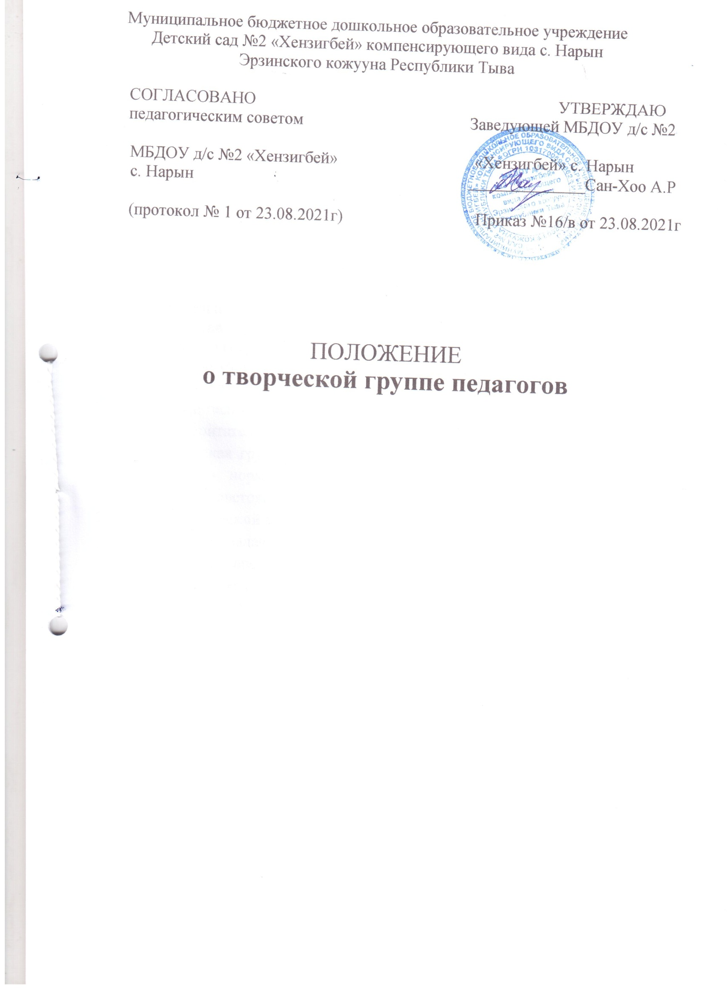 Муниципальное бюджетное дошкольное образовательное учреждение
Детский сад №2 «Хензигбей» компенсирующего вида с. Нарын
Эрзинского кожууна Республики Тыва
СОГЛАСОВАНО
педагогическим советом
МБДОУ д/с №2 «Хензигбей»
с. Нарын
(протокол № 1 от 23.08.2021г)
УТВЕРЖДАЮ
Заведующей МБДОУ д/с №2
«Хензигбей» с. Нарын
Сан-Хоо А.Р
Приказ №16/в от 23.08.2021г
ПОЛОЖЕНИЕ
о творческой группе педагогов